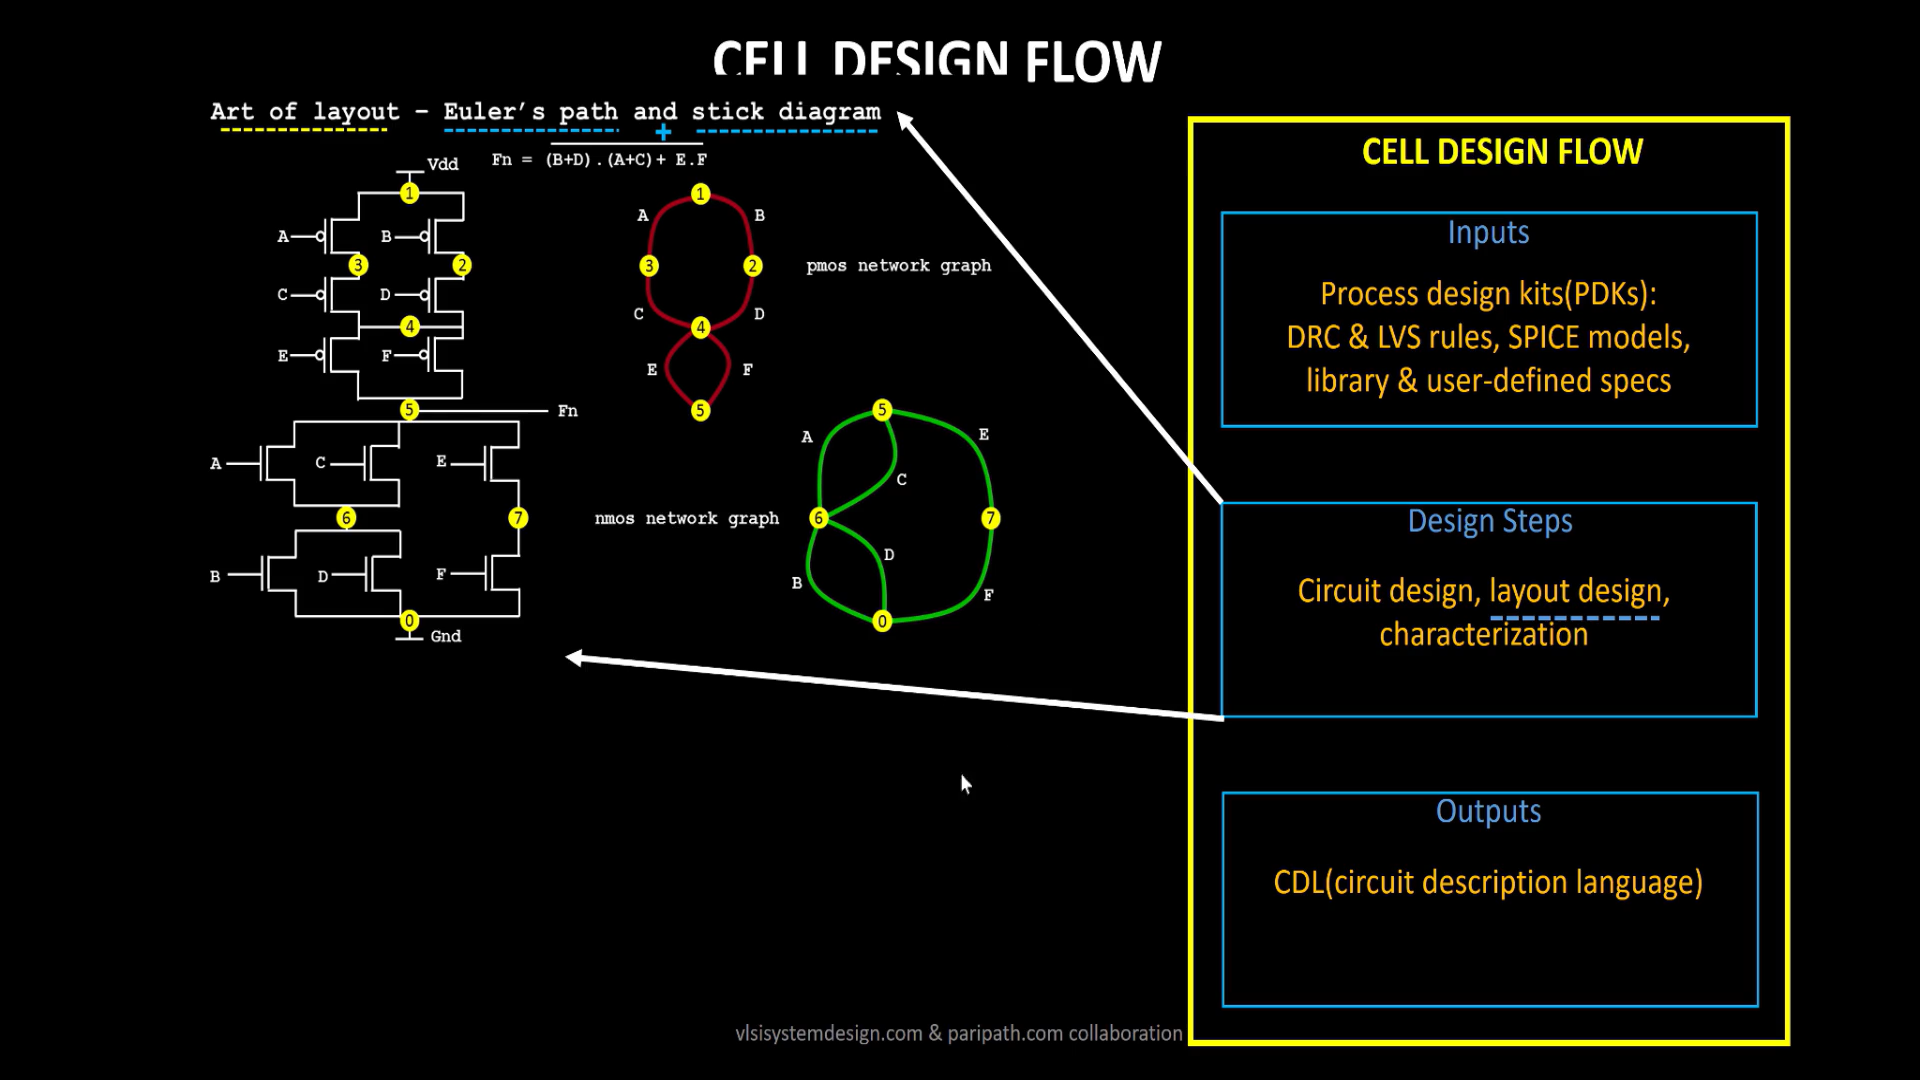 CELL DESIGN FLOW
Art of layout – Euler's path and stick diagram
+
Fn = (B+D).(A+C)+ E.F
Vdd
1
A
B
3
2
C
D
4
E
F
5
Fn
A
C
E
6
7
B
D
F
0
Gnd
1
A
B
3
2
pmos network graph
C
D
4
E
F
5
5
A
E
C
nmos network graph
6
7
D
B
F
0
CELL DESIGN FLOW
Inputs
Process design kits(PDKs):
DRC & LVS rules, SPICE models,
library & user-defined specs
Design Steps
Circuit design, layout design,
characterization
Outputs
CDL(circuit description language)
vlsisystemdesign.com & paripath.com collaboration